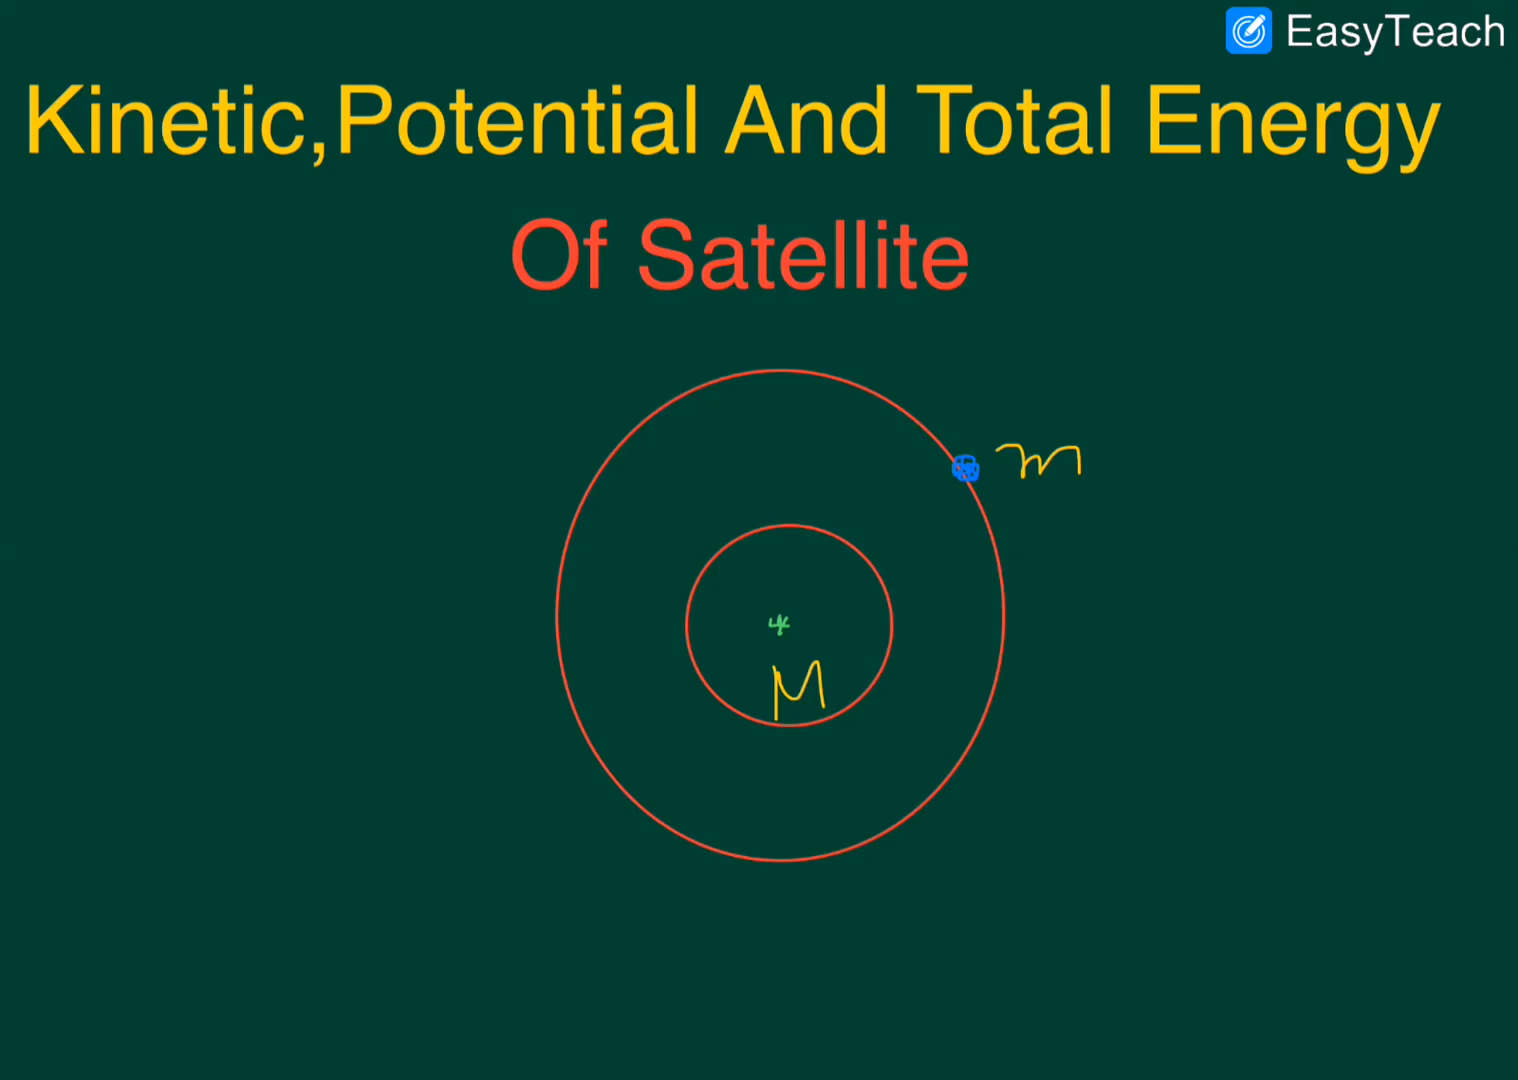 EasyTeach
Kinetic,Potential And Total Energy
Of Satellite
m
M